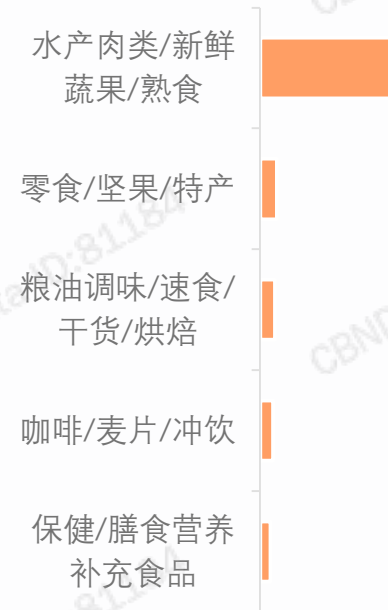 水产肉类/新鲜
蔬果/熟食
零食/坚果/特产
粮油调味/速食/
干货/烘焙
咖啡/麦片/冲饮
保健/膳食营养
补充食品